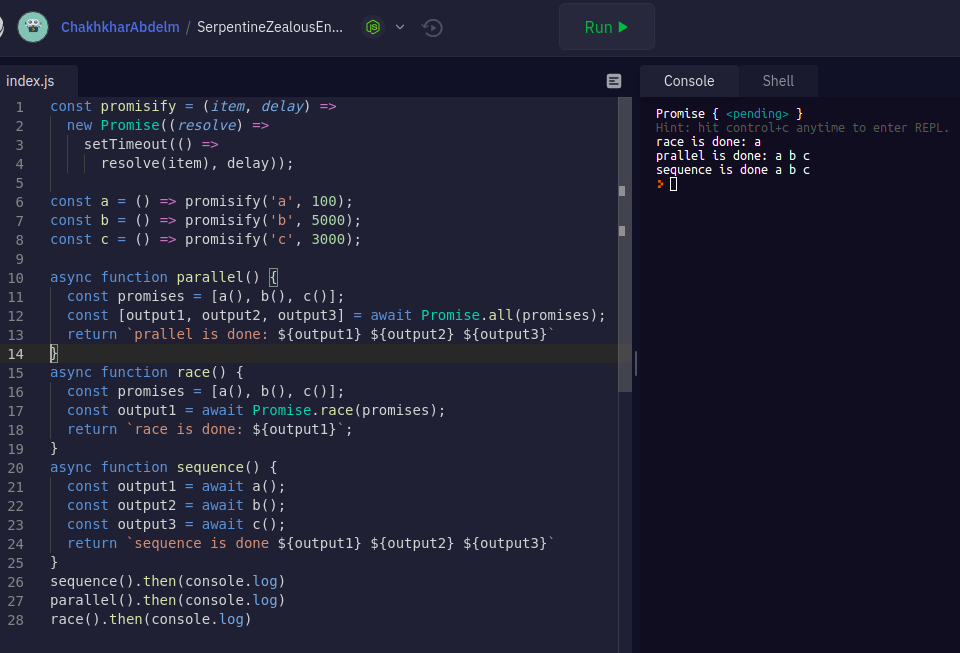 ChakhkharAbdelm / SerpentineZealousEn...
Run
index.js
Console
Shell
1 const promisify = (item, delay) =>
2 new Promise((resolve) =>
3 setTimeout(() =>
4 resolve(item), delay));
5
6 const a = () => promisify('a', 100);
7 const b = () => promisify('b', 5000);
8 const c = () => promisify('c', 3000);
9
10 async function parallel() {
11 const promises = [a(), b(), c()];
12 const [output1, output2, output3] = await Promise.all(promises);
13 return `prallel is done: ${output1} ${output2} ${output3}`
14 }
15 async function race() {
16 const promises = [a(), b(), c()];
17 const output1 = await Promise.race(promises);
18 return `race is done: ${output1}`;
19 }
20 async function sequence() {
21 const output1 = await a();
22 const output2 = await b();
23 const output3 = await c();
24 return `sequence is done ${output1} ${output2} ${output3}`
25 }
26 sequence().then(console.log)
27 parallel().then(console.log)
28 race().then(console.log)
Promise { <pending> }
Hint: hit control+c anytime to enter REPL.
race is done: a
prallel is done: a b c
sequence is done a b c